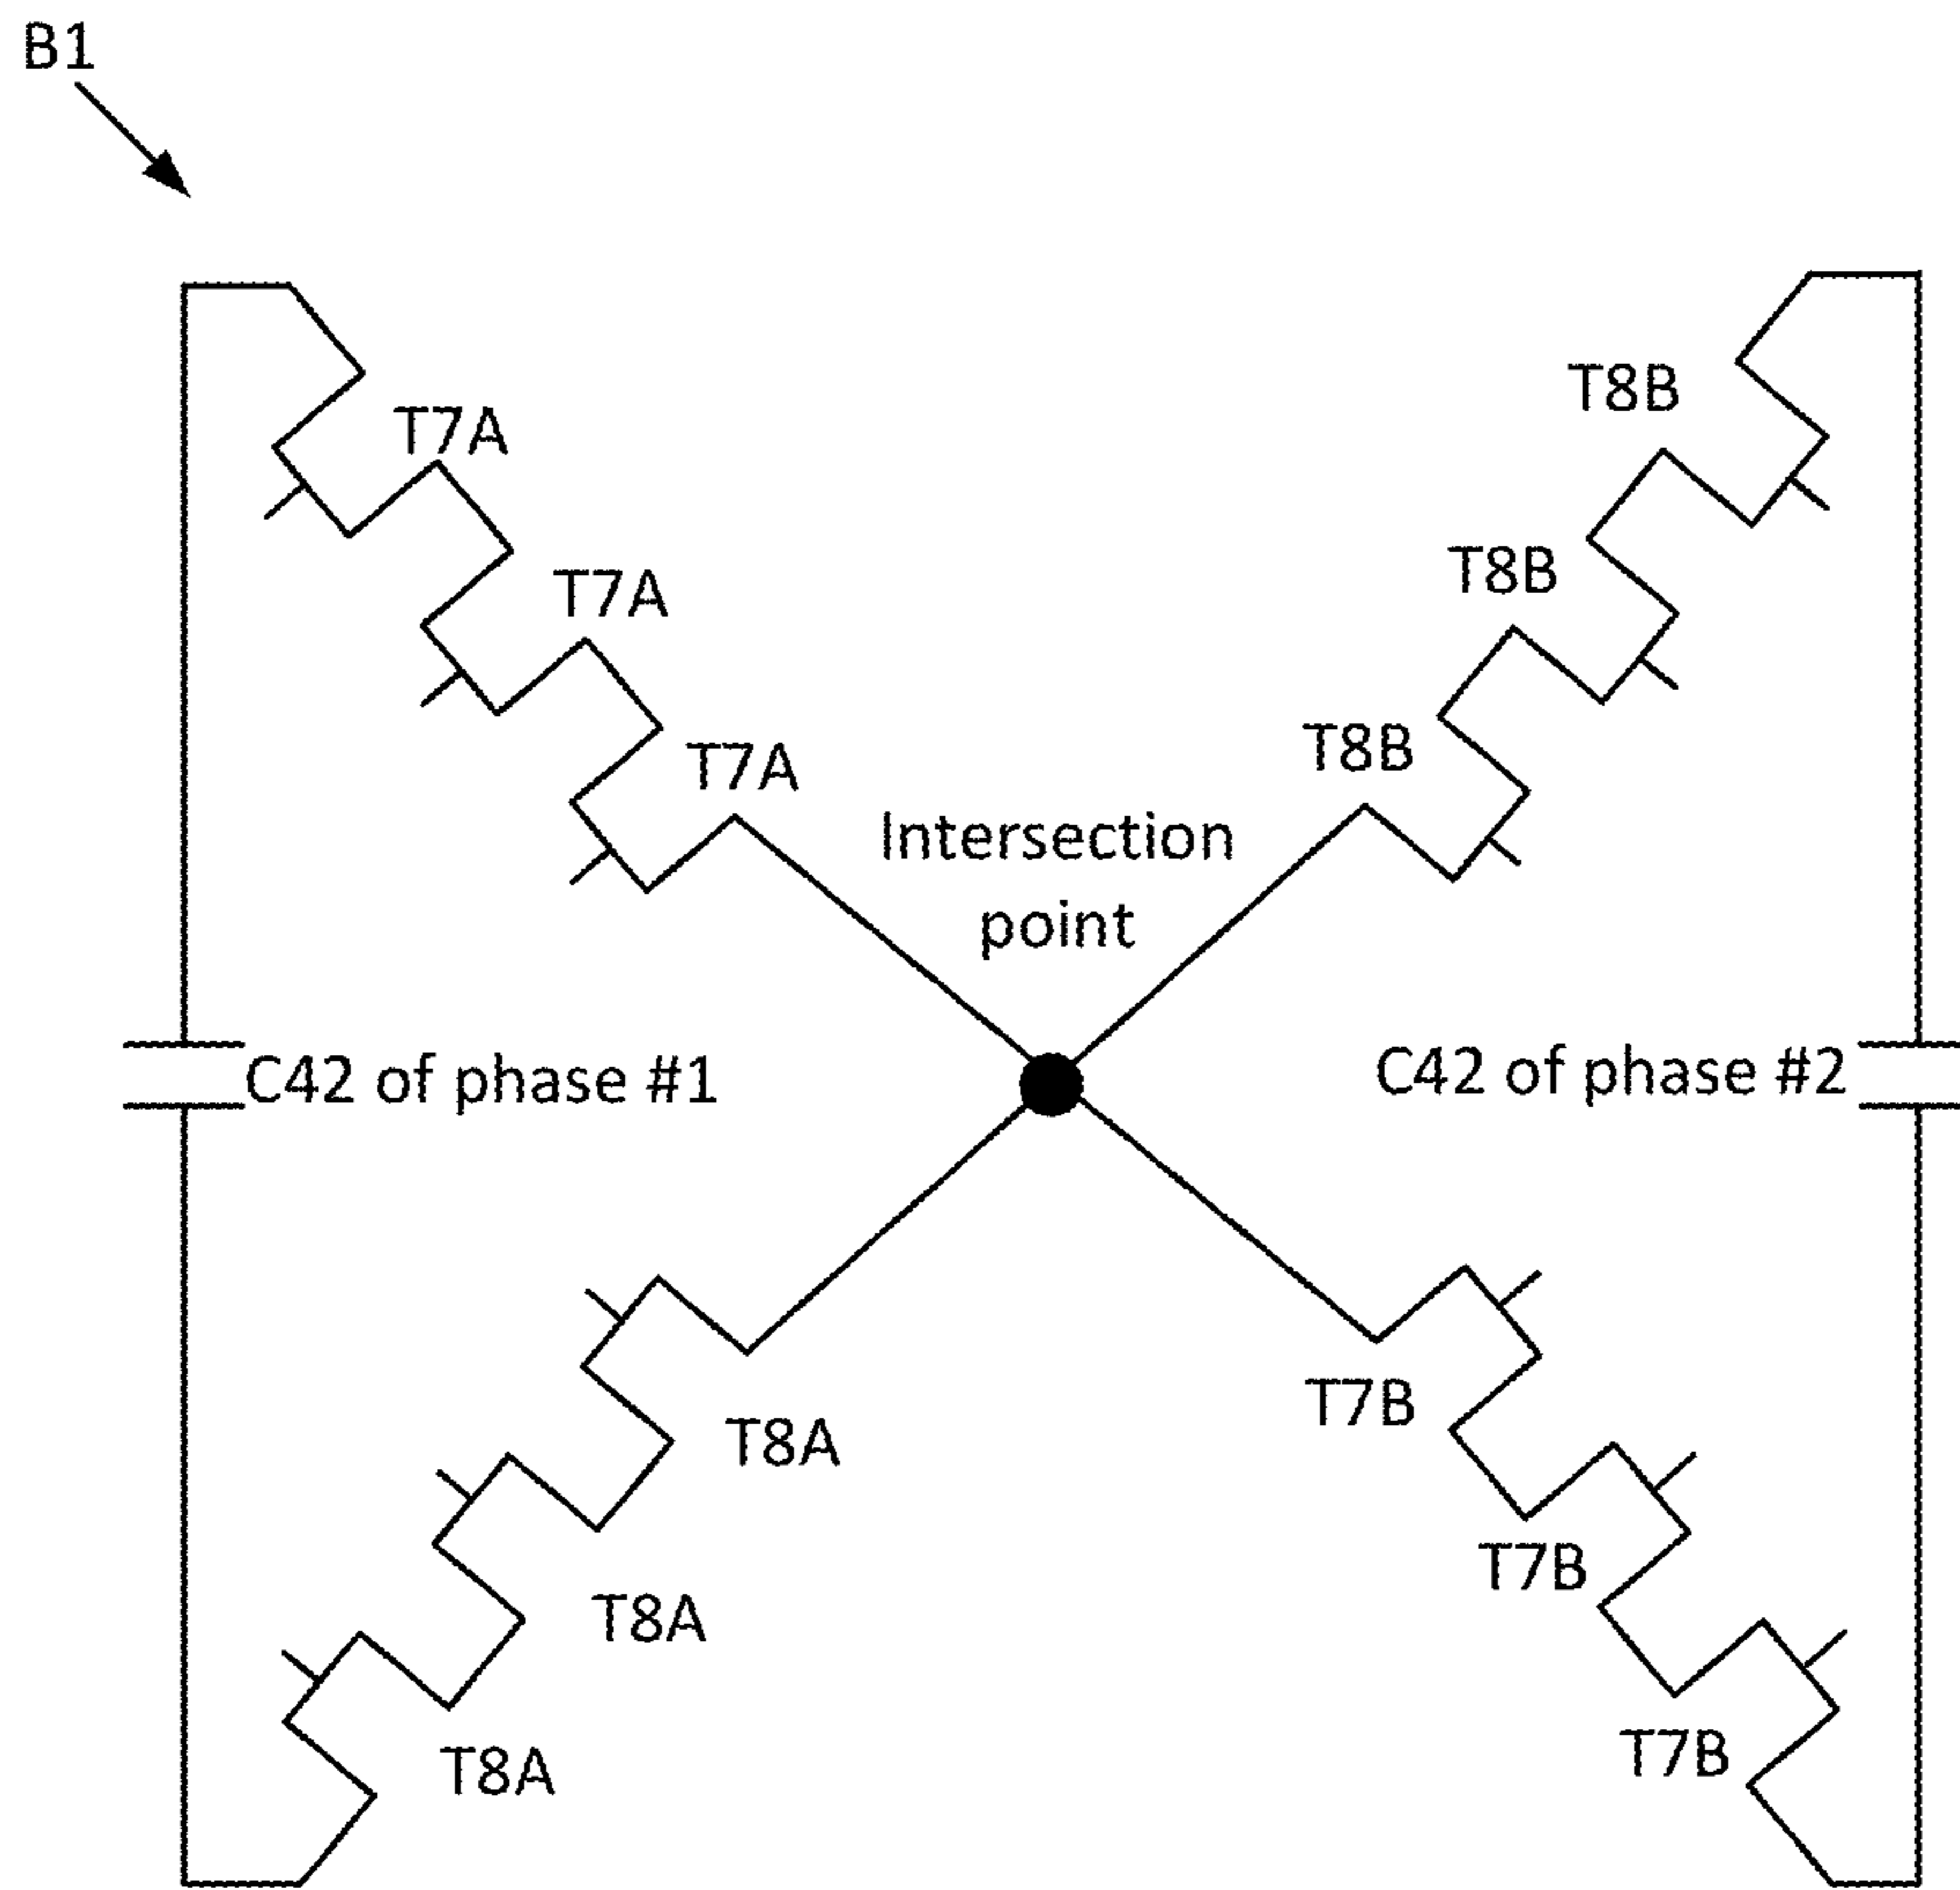 B1
T8B
T7A
T8B
T7A
T8B
T7A
Intersection
point
C42 of phase #1
C42 of phase #2
T7B
T8A
T7B
T8A
T7B
T8A